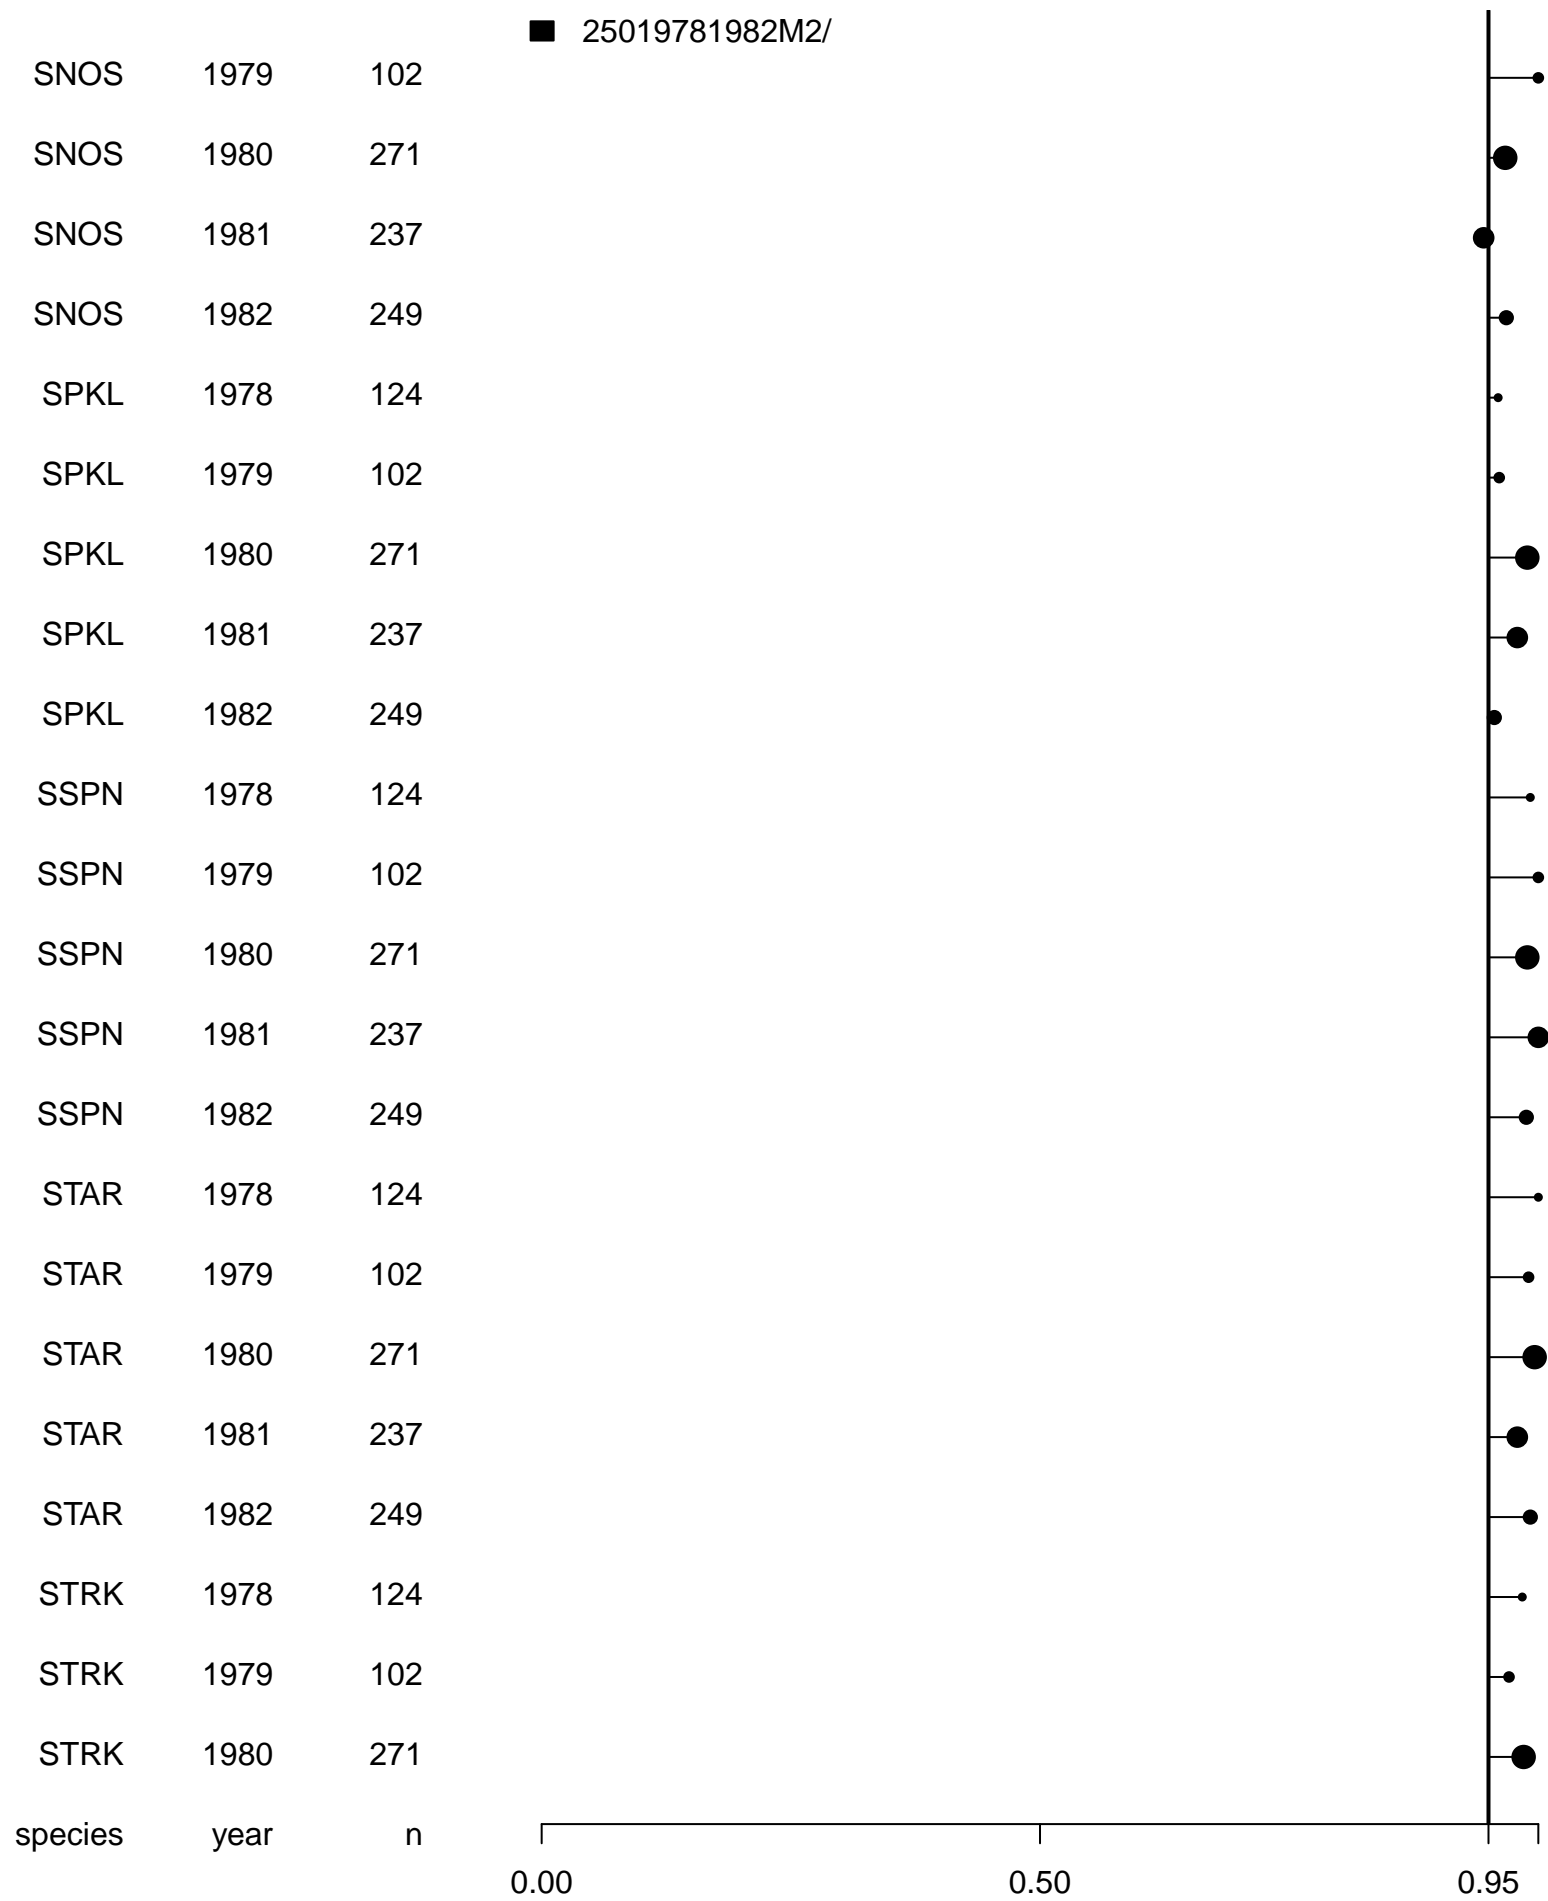 25019781982M2/
SNOS 1979 102
SNOS 1980 271
SNOS 1981 237
SNOS 1982 249
SPKL 1978 124
SPKL 1979 102
SPKL 1980 271
SPKL 1981 237
SPKL 1982 249
SSPN 1978 124
SSPN 1979 102
SSPN 1980 271
SSPN 1981 237
SSPN 1982 249
STAR 1978 124
STAR 1979 102
STAR 1980 271
STAR 1981 237
STAR 1982 249
STRK 1978 124
STRK 1979 102
STRK 1980 271
species year n
0.00 0.50 0.95